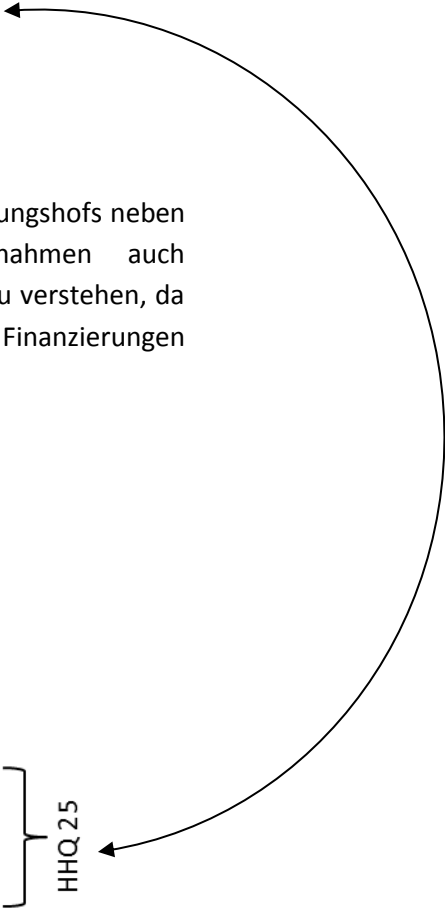 ungshofs neben
nahmen auch
u verstehen, da
Finanzierungen
HHQ 25